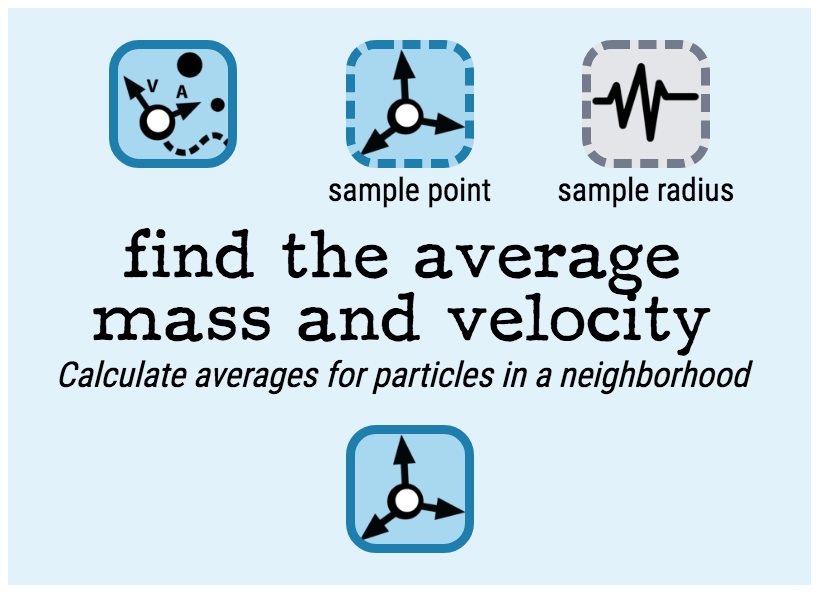 V
A
sample point
sample radius
find the average
mass and velocity
Calculate averages for particles in a neighborhood